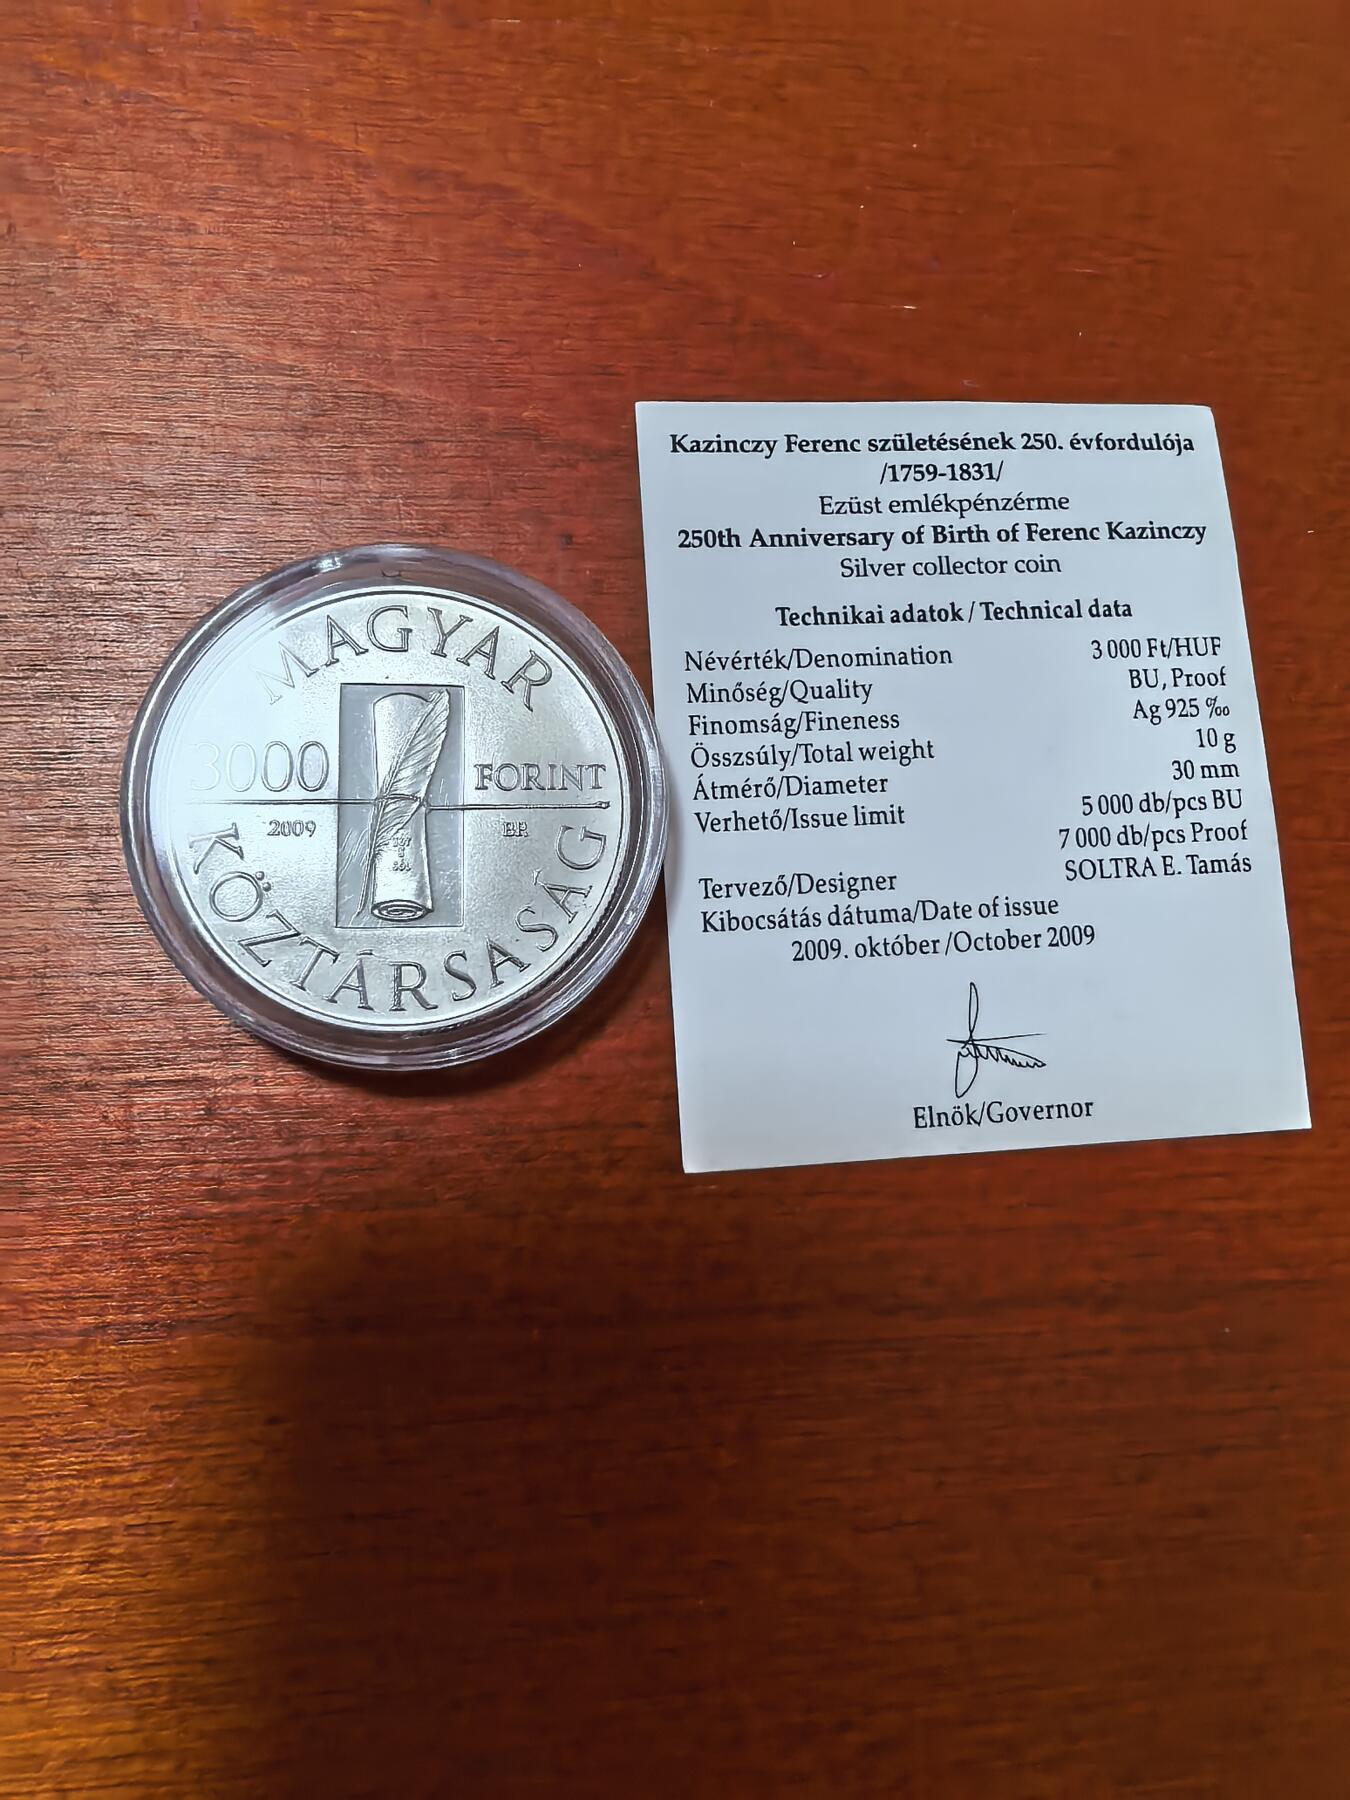 MAGYAR
3000
FORINT
2009
BP.
KÖZTÁRSASÁG
Kazinczy Ferenc születésének 250. évfordulója
/1759-1831/
Ezüst emlékpénzérme
250th Anniversary of Birth of Ferenc Kazinczy
Silver collector coin
Technikai adatok / Technical data
Névérték/Denomination 3 000 Ft/HUF
Minőség/Quality BU, Proof
Finomság/Fineness Ag 925 ‰
Összsúly/Total weight 10 g
Átmérő/Diameter 30 mm
Verhető/Issue limit 5 000 db/pcs BU
7 000 db/pcs Proof
Tervező/Designer SOLTRA E. Tamás
Kibocsátás dátuma/Date of issue
2009. október /October 2009
Elnök/Governor